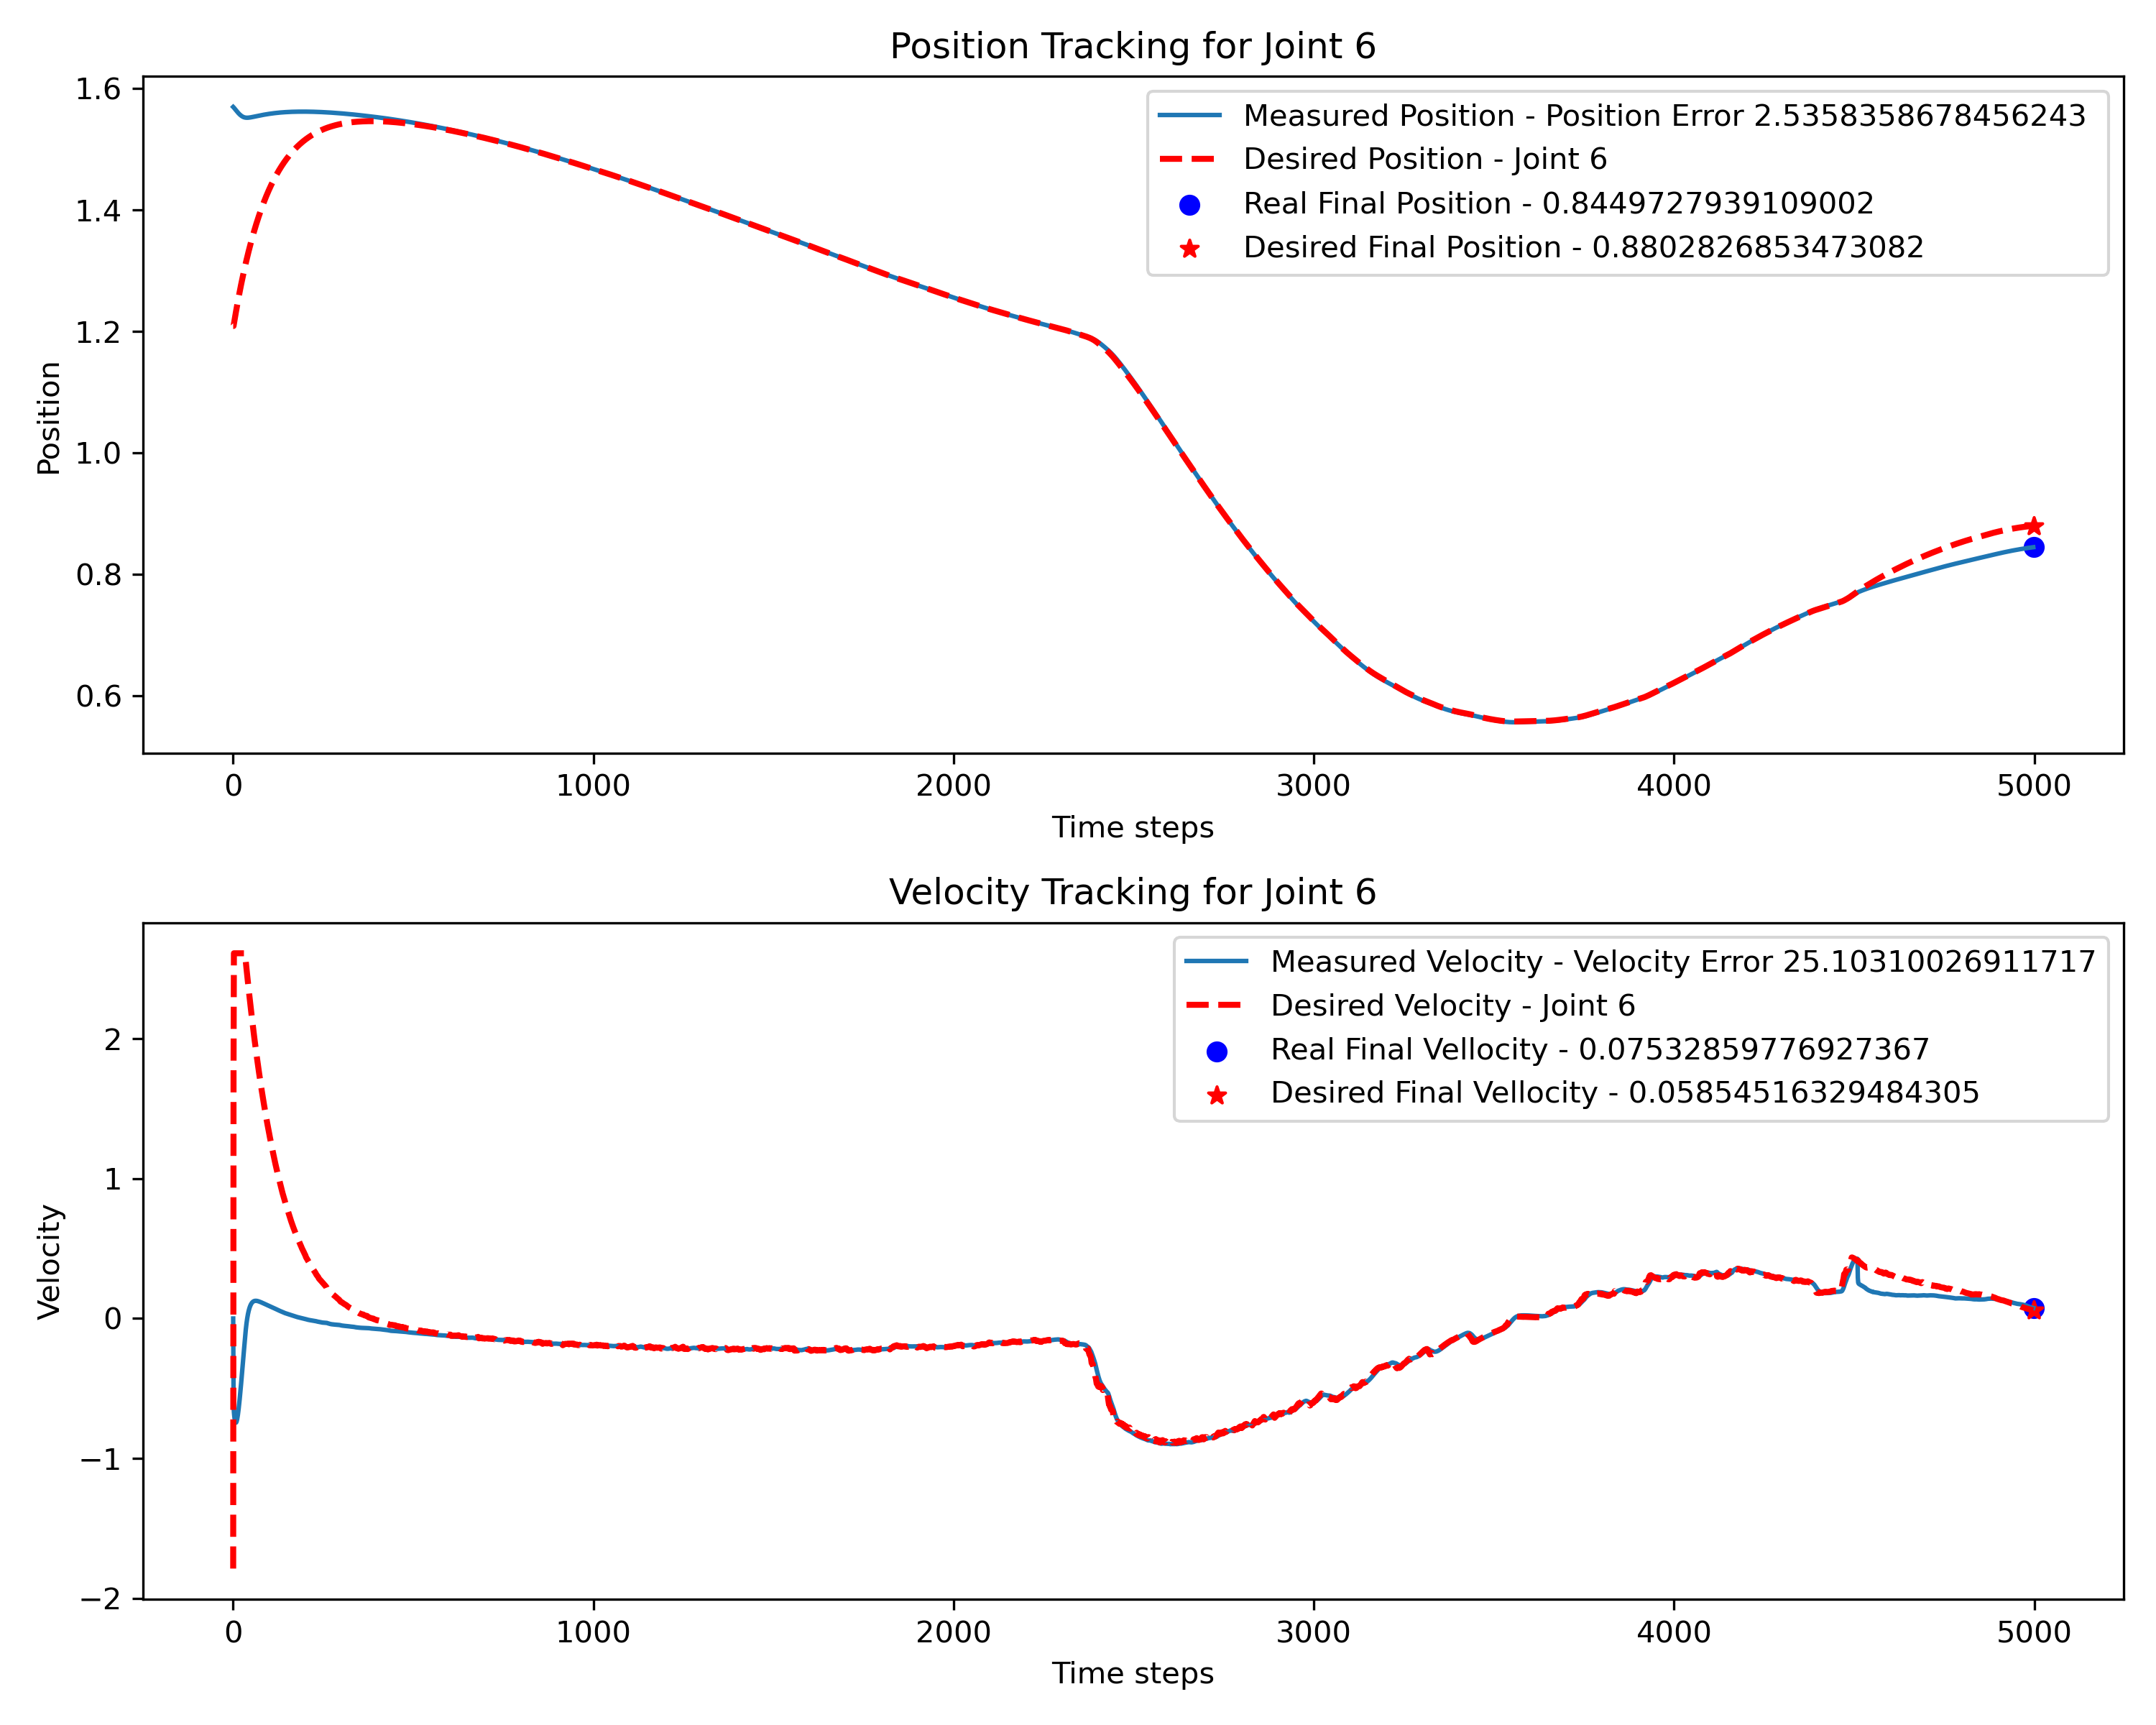 Position Tracking for Joint 6
1.6
1.4
1.2
1.0
0.8
0.6
Position
Measured Position - Position Error 2.5358358678456243
Desired Position - Joint 6
Real Final Position - 0.8449727939109002
Desired Final Position - 0.8802826853473082
0 1000 2000 3000 4000 5000
Time steps
Velocity Tracking for Joint 6
2
1
0
−1
−2
Velocity
Measured Velocity - Velocity Error 25.10310026911717
Desired Velocity - Joint 6
Real Final Vellocity - 0.07532859776927367
Desired Final Vellocity - 0.05854516329484305
0 1000 2000 3000 4000 5000
Time steps